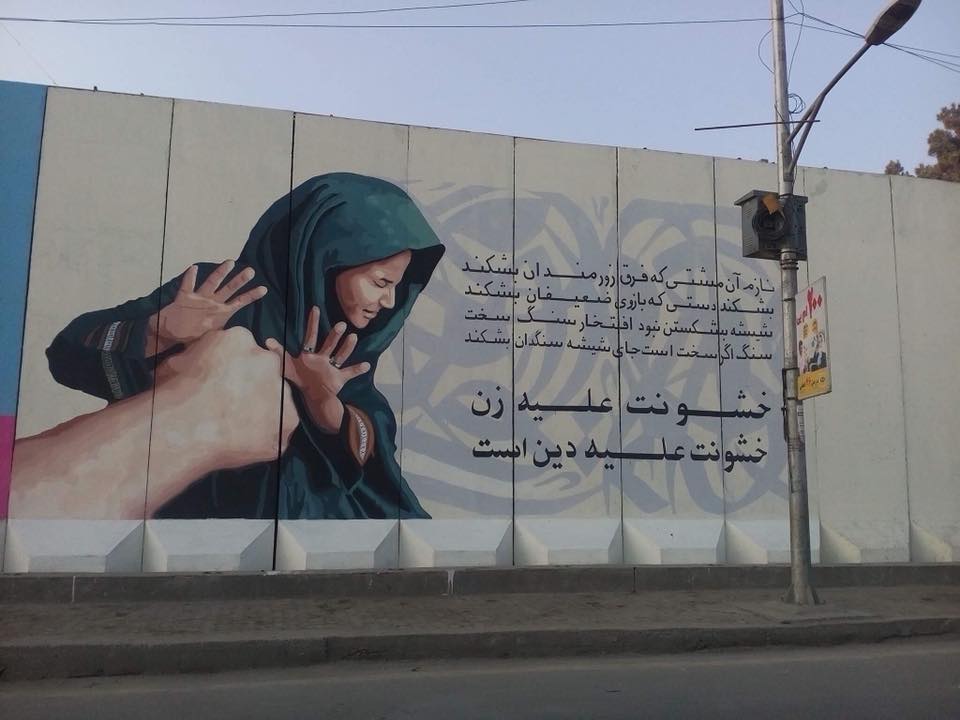 نازم آن مشتی که فرق زورمندان بشکند
بشکند دستی که بازوی ضعیفان بشکند
شیشه بشکستن نبود افتخار سنگ سخت
سنگ اگر سخت است جای شیشه سندان بشکند
خشونت علیه زن
خشونت علیه دین است